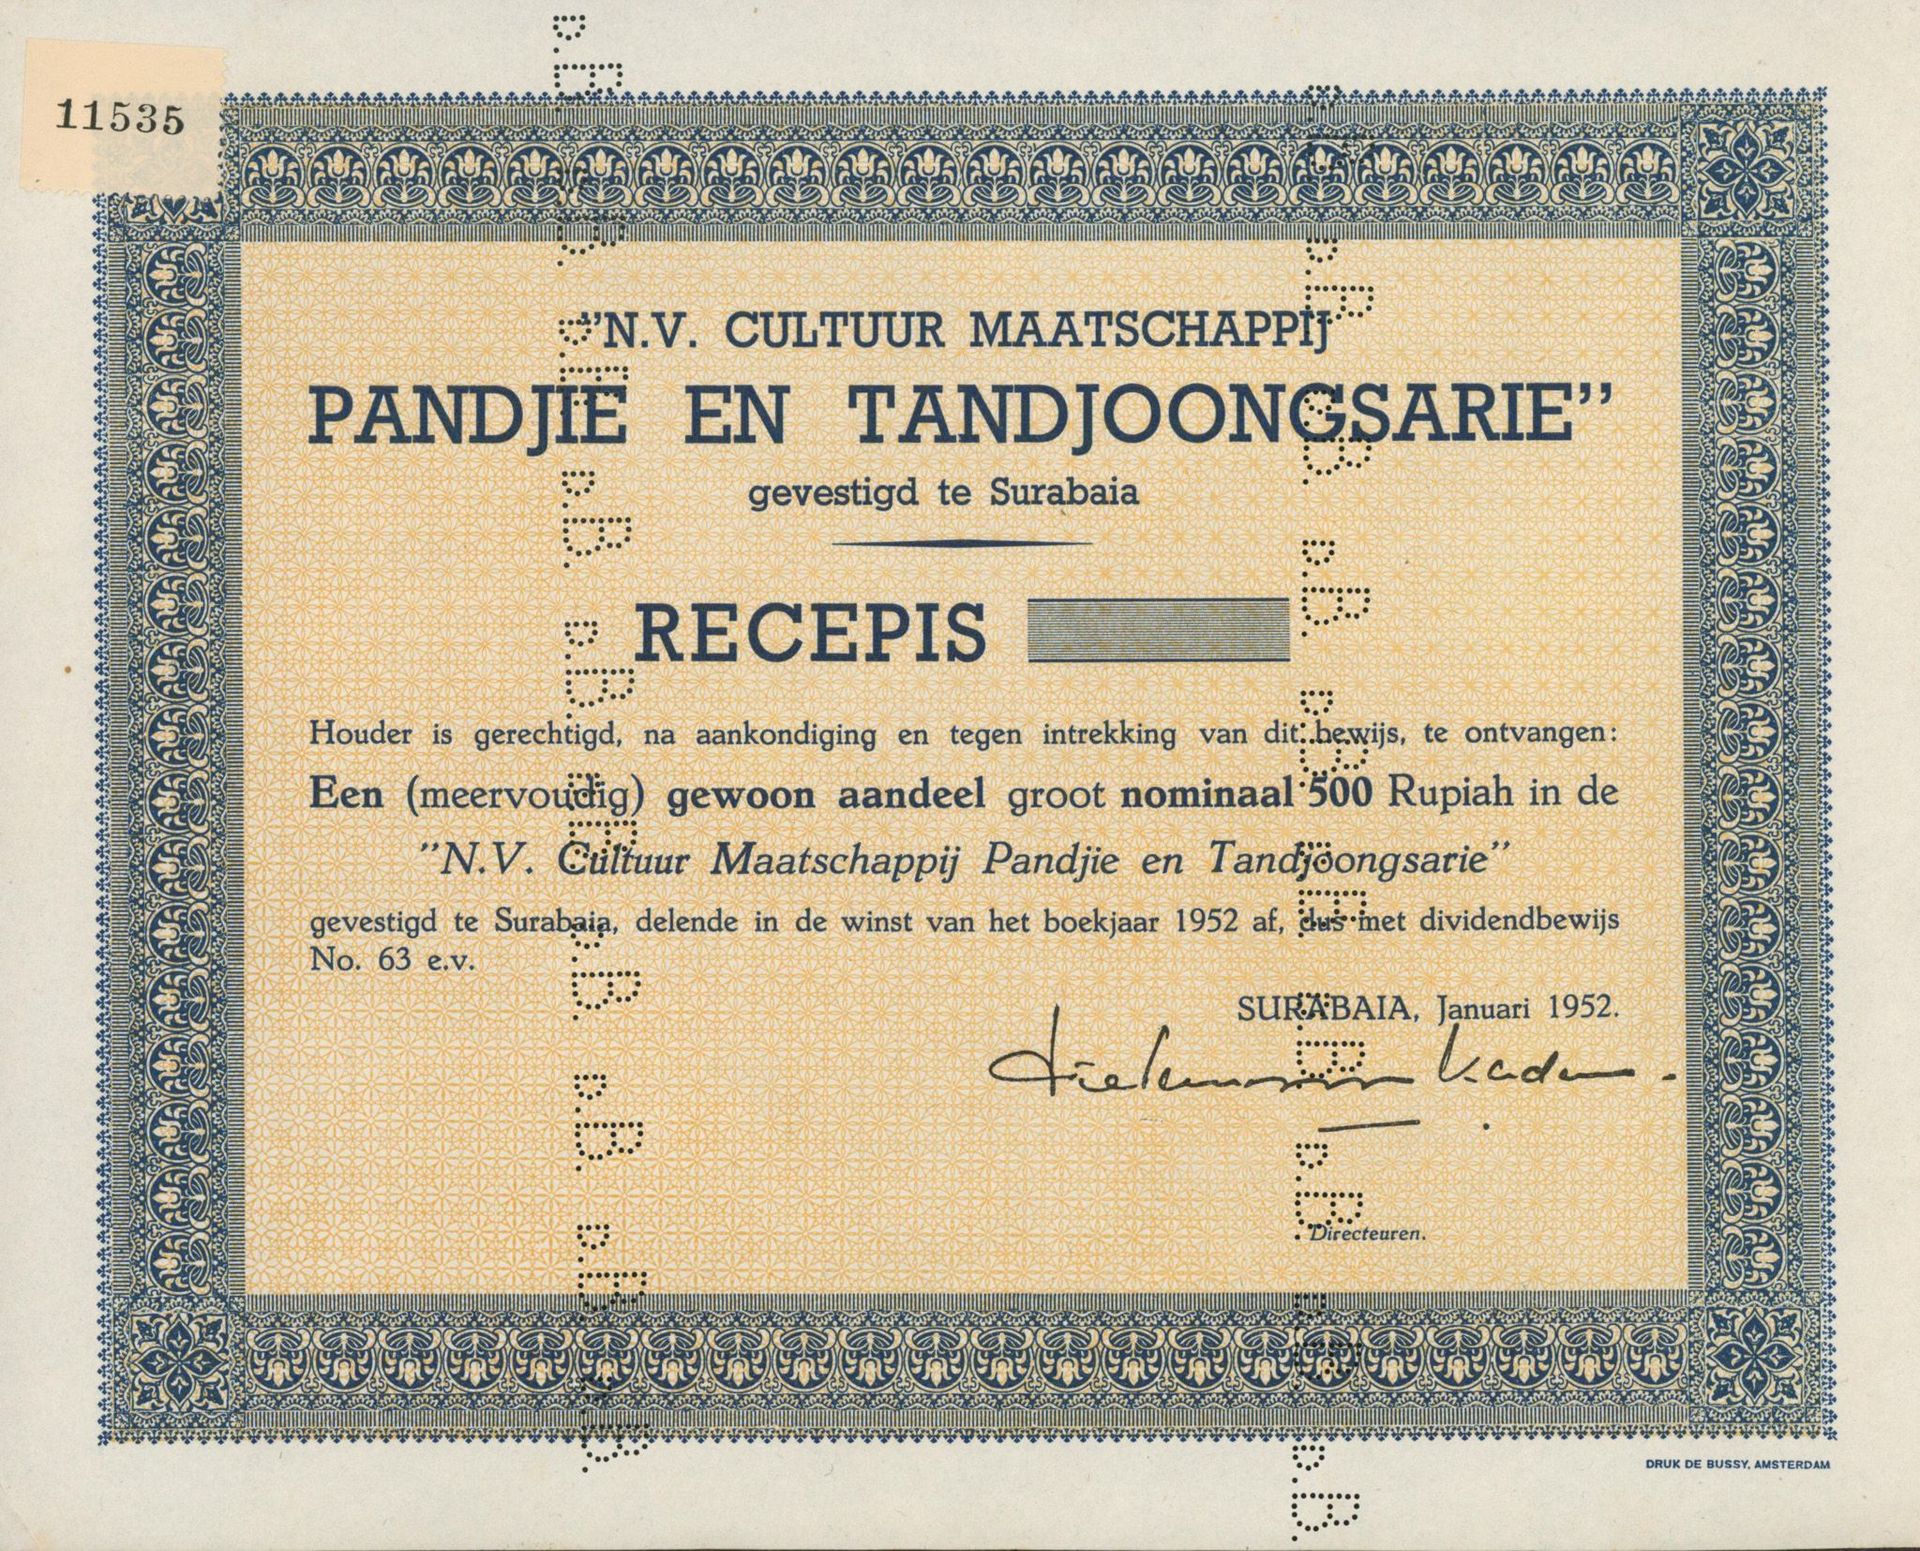 11535
"N.V. CULTUUR MAATSCHAPPIJ
PANDJIE EN TANDJOONGSARIE"
gevestigd te Surabaia
RECEPIS
Houder is gerechtigd, na aankondiging en tegen intrekking van dit bewijs, te ontvangen:
Een (meervoudig) gewoon aandeel groot nominaal 500 Rupiah in de
"N.V. Cultuur Maatschappij Pandjie en Tandjoongsarie"
gevestigd te Surabaia, delende in de winst van het boekjaar 1952 af, dus met dividendbewijs
No. 63 e.v.
SURABAIA, Januari 1952.
Directeuren.
DRUK DE BUSSY, AMSTERDAM